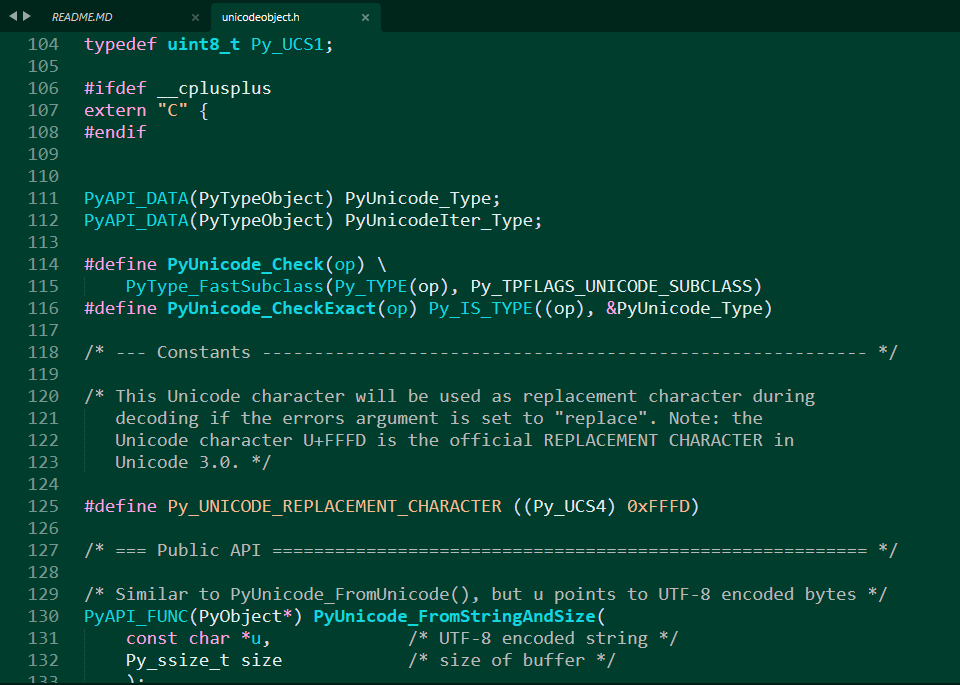 README.MD
unicodeobject.h
104 typedef uint8_t Py_UCS1;
105
106 #ifdef __cplusplus
107 extern "C" {
108 #endif
109
110
111 PyAPI_DATA(PyTypeObject) PyUnicode_Type;
112 PyAPI_DATA(PyTypeObject) PyUnicodeIter_Type;
113
114 #define PyUnicode_Check(op) \
115     PyType_FastSubclass(Py_TYPE(op), Py_TPFLAGS_UNICODE_SUBCLASS)
116 #define PyUnicode_CheckExact(op) Py_IS_TYPE((op), &PyUnicode_Type)
117
118 /* --- Constants ---------------------------------------------------------- */
119
120 /* This Unicode character will be used as replacement character during
121    decoding if the errors argument is set to "replace". Note: the
122    Unicode character U+FFFD is the official REPLACEMENT CHARACTER in
123    Unicode 3.0. */
124
125 #define Py_UNICODE_REPLACEMENT_CHARACTER ((Py_UCS4) 0xFFFD)
126
127 /* === Public API ========================================================= */
128
129 /* Similar to PyUnicode_FromUnicode(), but u points to UTF-8 encoded bytes */
130 PyAPI_FUNC(PyObject*) PyUnicode_FromStringAndSize(
131     const char *u,             /* UTF-8 encoded string */
132     Py_ssize_t size            /* size of buffer */
133     );